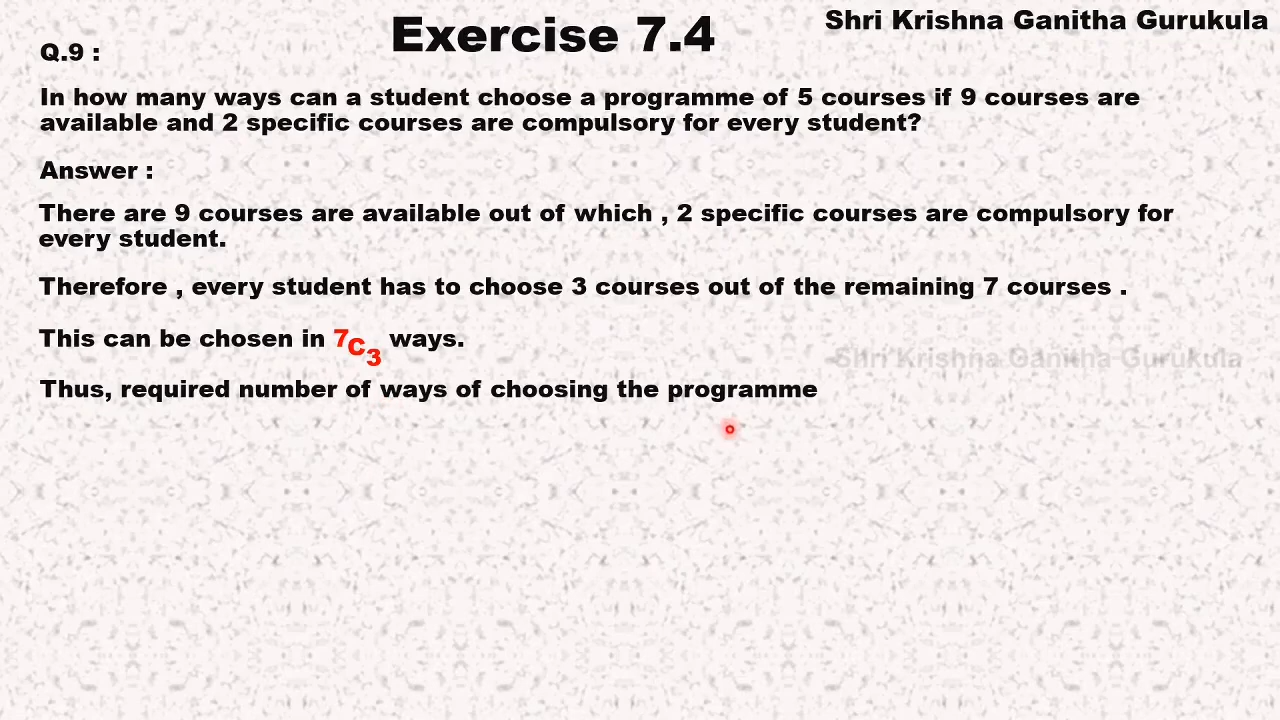 Exercise 7.4
Shri Krishna Ganitha Gurukula
Q.9 :
In how many ways can a student choose a programme of 5 courses if 9 courses are
available and 2 specific courses are compulsory for every student?
Answer :
There are 9 courses are available out of which , 2 specific courses are compulsory for
every student.
Therefore , every student has to choose 3 courses out of the remaining 7 courses .
This can be chosen in 7C3 ways.
Shri Krishna Ganitha Gurukula
Thus, required number of ways of choosing the programme